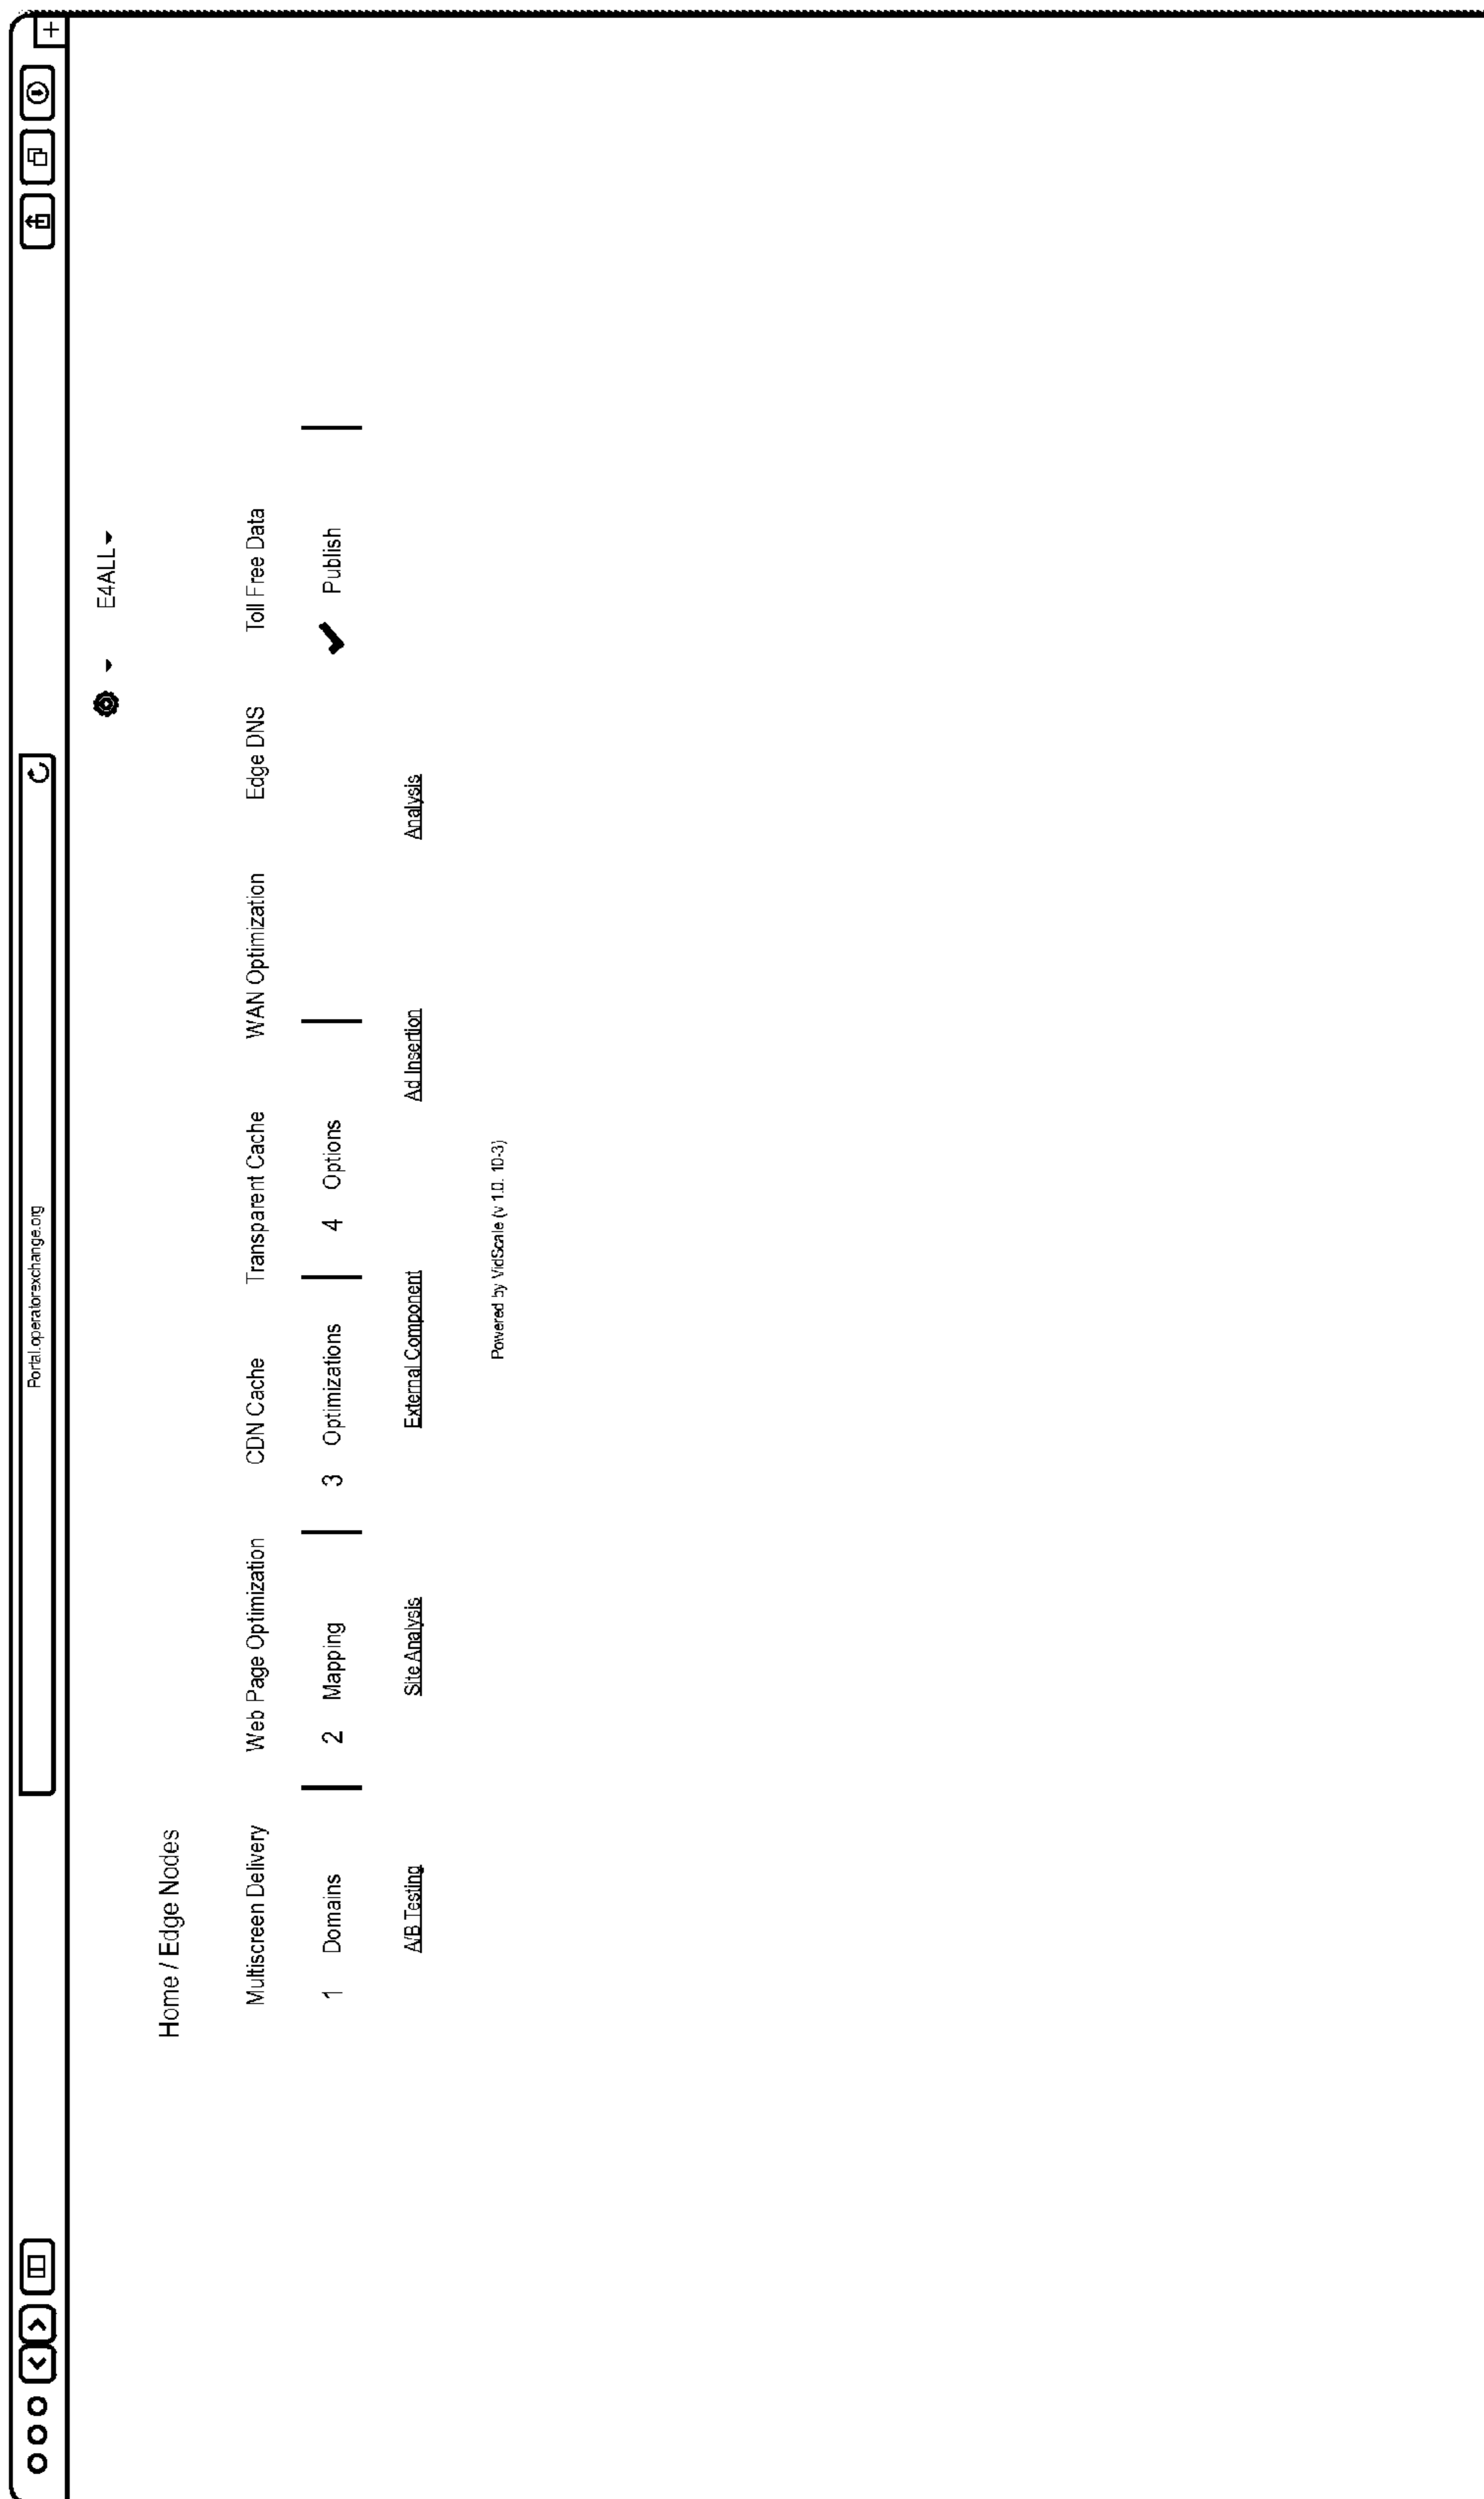 Portal.operatorexchange.org
E4ALL
Home / Edge Nodes
Multiscreen Delivery Web Page Optimization CDN Cache Transparent Cache WAN Optimization Edge DNS Toll Free Data
1 Domains 2 Mapping 3 Optimizations 4 Options Publish
A/B Testing Site Analysis External Component Ad Insertion Analysis
Powered by VidScale (v 1.0. 10-3)